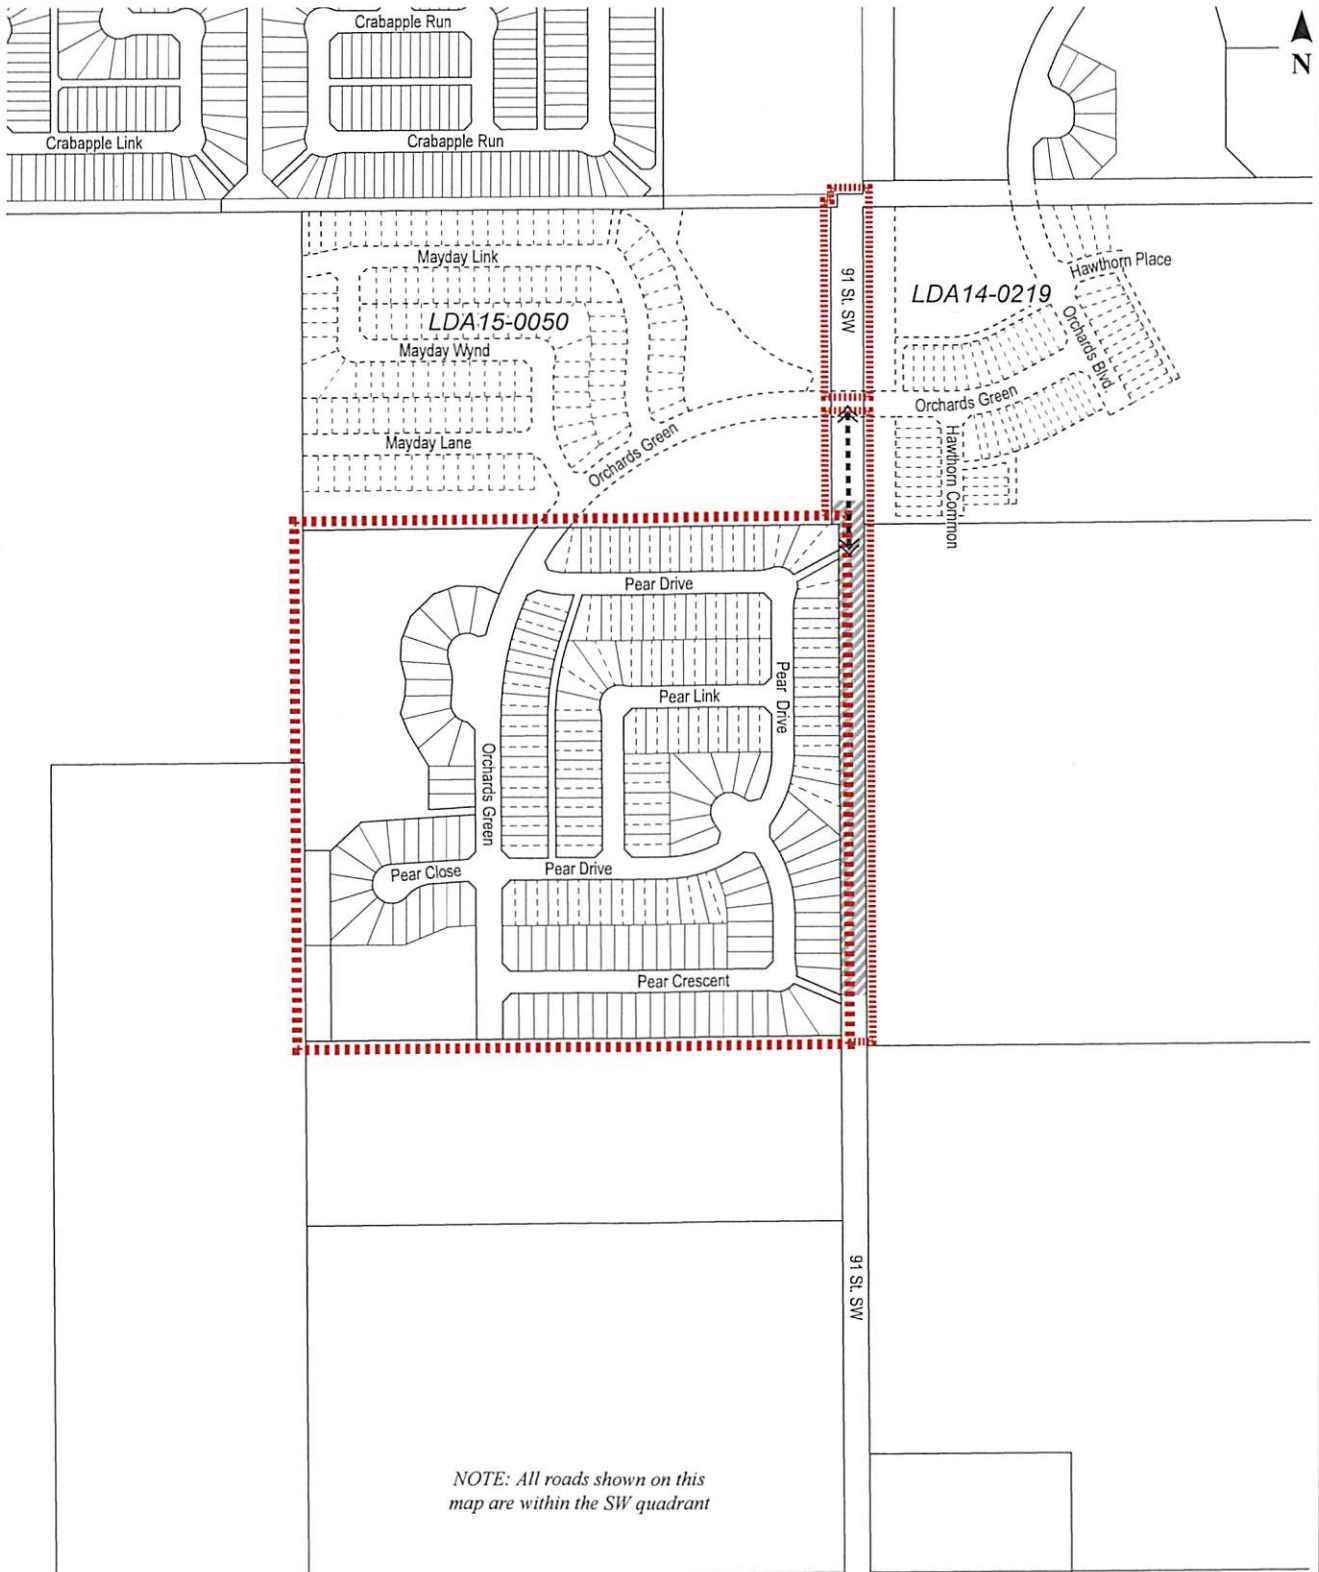 Crabapple Run
N
Crabapple Link
Crabapple Run
Mayday Link
Hawthorn Place
91 St. SW
LDA14-0219
LDA15-0050
Orchards Blvd
Mayday Wynd
Orchards Green
Mayday Lane
Orchards Green
Hawthorn Common
Pear Drive
Pear Drive
Pear Link
Orchards Green
Pear Drive
Pear Close
Pear Crescent
91 St. SW
NOTE: All roads shown on this
map are within the SW quadrant